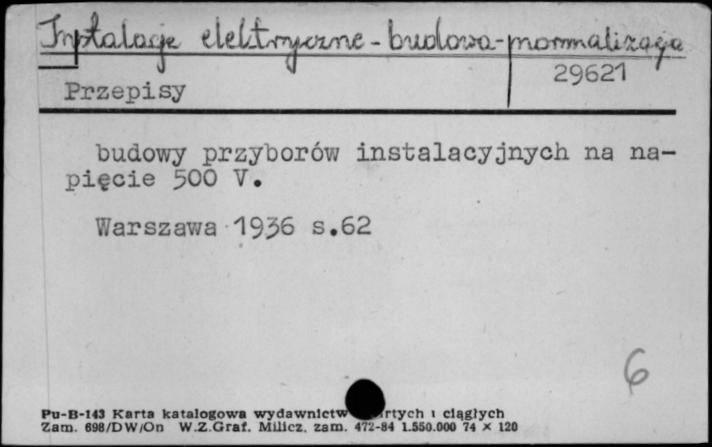 Instalacje elektryczne - budowa - normalizacja
29621
Przepisy
budowy przyborów instalacyjnych na na-
pięcie 500 V.
Warszawa 1936 s.62
6
Pu-B-143 Karta katalogowa wydawnictw rtych i ciągłych
Zam. 698/DW/On W.Z.Graf. Milicz. zam. 472-84 1.550.000 74 × 120